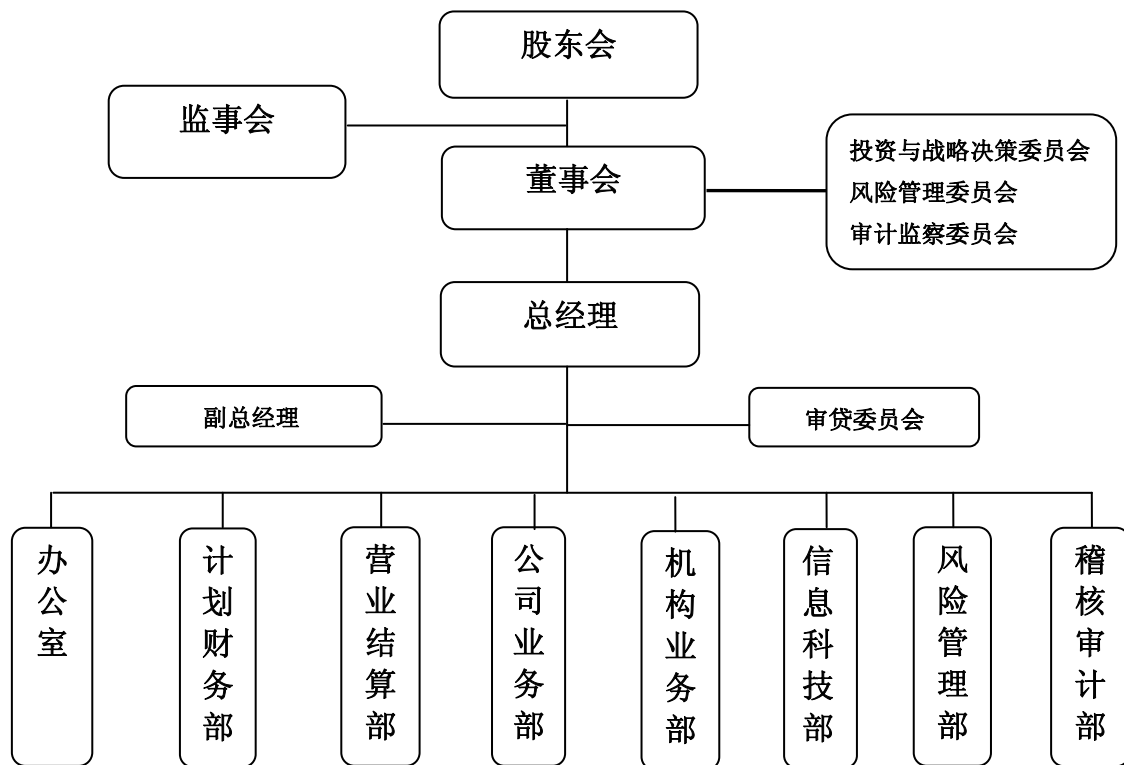 股东会
监事会
投资与战略决策委员会
风险管理委员会
审计监察委员会
董事会
总经理
副总经理
审贷委员会
办公室
计划财务部
营业结算部
公司业务部
机构业务部
信息科技部
风险管理部
稽核审计部